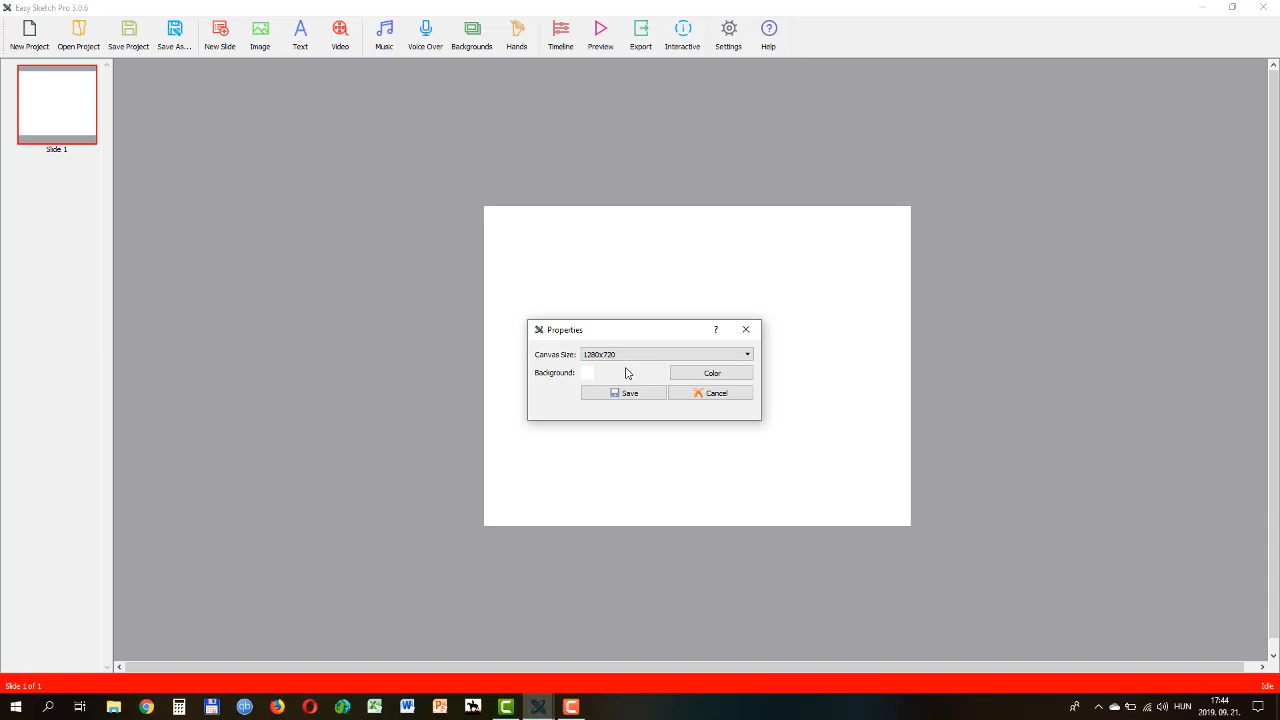 Easy Sketch Pro 3.0.6
New Project Open Project Save Project Save As... New Slide Image Text Video Music Voice Over Backgrounds Hands Timeline Preview Export Interactive Settings Help
Slide 1
Properties ?
Canvas Size: 1280x720
Background: Color
Save Cancel
Slide 1 of 1 Idle
HUN 17:44
2019. 09. 21.